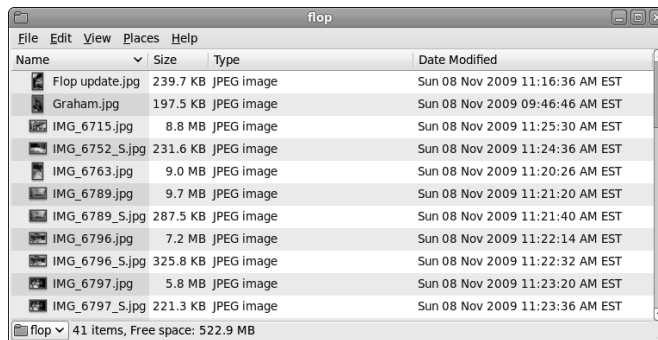 flop
File Edit View Places Help
Name Size Type Date Modified
Flop update.jpg 239.7 KB JPEG image Sun 08 Nov 2009 11:16:36 AM EST
Graham.jpg 197.5 KB JPEG image Sun 08 Nov 2009 09:46:46 AM EST
IMG_6715.jpg 8.8 MB JPEG image Sun 08 Nov 2009 11:25:30 AM EST
IMG_6752_S.jpg 231.6 KB JPEG image Sun 08 Nov 2009 11:24:36 AM EST
IMG_6763.jpg 9.0 MB JPEG image Sun 08 Nov 2009 11:20:26 AM EST
IMG_6789.jpg 9.7 MB JPEG image Sun 08 Nov 2009 11:21:20 AM EST
IMG_6789_S.jpg 287.5 KB JPEG image Sun 08 Nov 2009 11:21:40 AM EST
IMG_6796.jpg 7.2 MB JPEG image Sun 08 Nov 2009 11:22:14 AM EST
IMG_6796_S.jpg 325.8 KB JPEG image Sun 08 Nov 2009 11:22:32 AM EST
IMG_6797.jpg 5.8 MB JPEG image Sun 08 Nov 2009 11:23:20 AM EST
IMG_6797_S.jpg 221.3 KB JPEG image Sun 08 Nov 2009 11:23:36 AM EST
flop 41 items, Free space: 522.9 MB